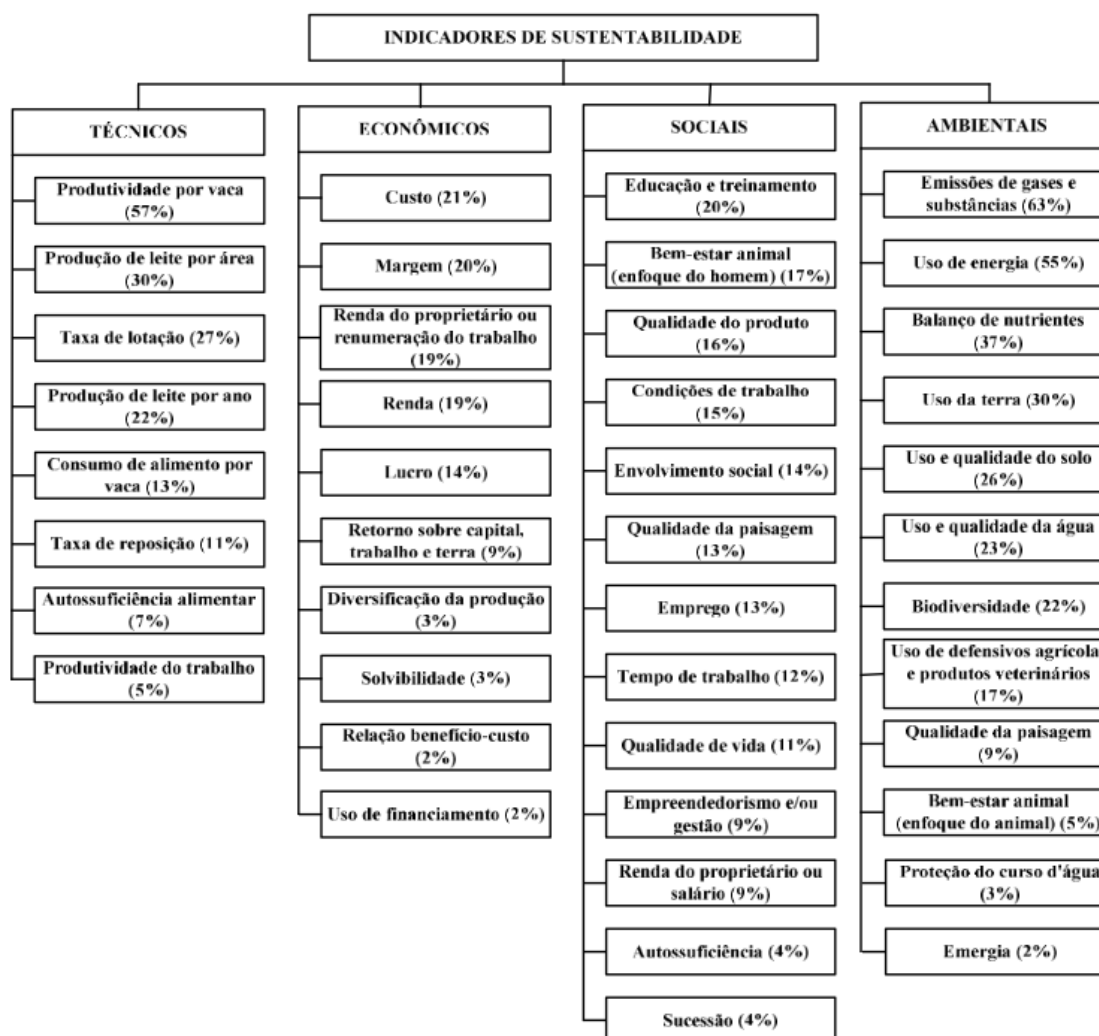 INDICADORES DE SUSTENTABILIDADE
TÉCNICOS
Produtividade por vaca
(57%)
Produção de leite por área
(30%)
Taxa de lotação (27%)
Produção de leite por ano
(22%)
Consumo de alimento por
vaca (13%)
Taxa de reposição (11%)
Autossuficiência alimentar
(7%)
Produtividade do trabalho
(5%)
ECONÔMICOS
Custo (21%)
Margem (20%)
Renda do proprietário ou
renumeração do trabalho
(19%)
Renda (19%)
Lucro (14%)
Retorno sobre capital,
trabalho e terra (9%)
Diversificação da produção
(3%)
Solvibilidade (3%)
Relação benefício-custo
(2%)
Uso de financiamento (2%)
SOCIAIS
Educação e treinamento
(20%)
Bem-estar animal
(enfoque do homem) (17%)
Qualidade do produto
(16%)
Condições de trabalho
(15%)
Envolvimento social (14%)
Qualidade da paisagem
(13%)
Emprego (13%)
Tempo de trabalho (12%)
Qualidade de vida (11%)
Empreendedorismo e/ou
gestão (9%)
Renda do proprietário ou
salário (9%)
Autossuficiência (4%)
Sucessão (4%)
AMBIENTAIS
Emissões de gases e
substâncias (63%)
Uso de energia (55%)
Balanço de nutrientes
(37%)
Uso da terra (30%)
Uso e qualidade do solo
(26%)
Uso e qualidade da água
(23%)
Biodiversidade (22%)
Uso de defensivos agrícola
e produtos veterinários
(17%)
Qualidade da paisagem
(9%)
Bem-estar animal
(enfoque do animal) (5%)
Proteção do curso d'água
(3%)
Emergia (2%)